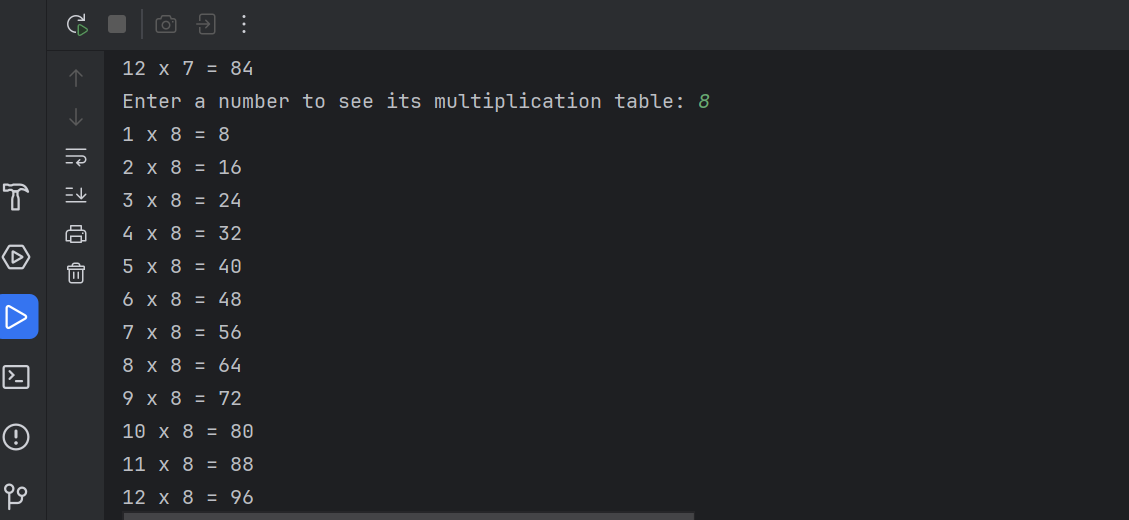 12 x 7 = 84
Enter a number to see its multiplication table: 8
1 x 8 = 8
2 x 8 = 16
3 x 8 = 24
4 x 8 = 32
5 x 8 = 40
6 x 8 = 48
7 x 8 = 56
8 x 8 = 64
9 x 8 = 72
10 x 8 = 80
11 x 8 = 88
12 x 8 = 96